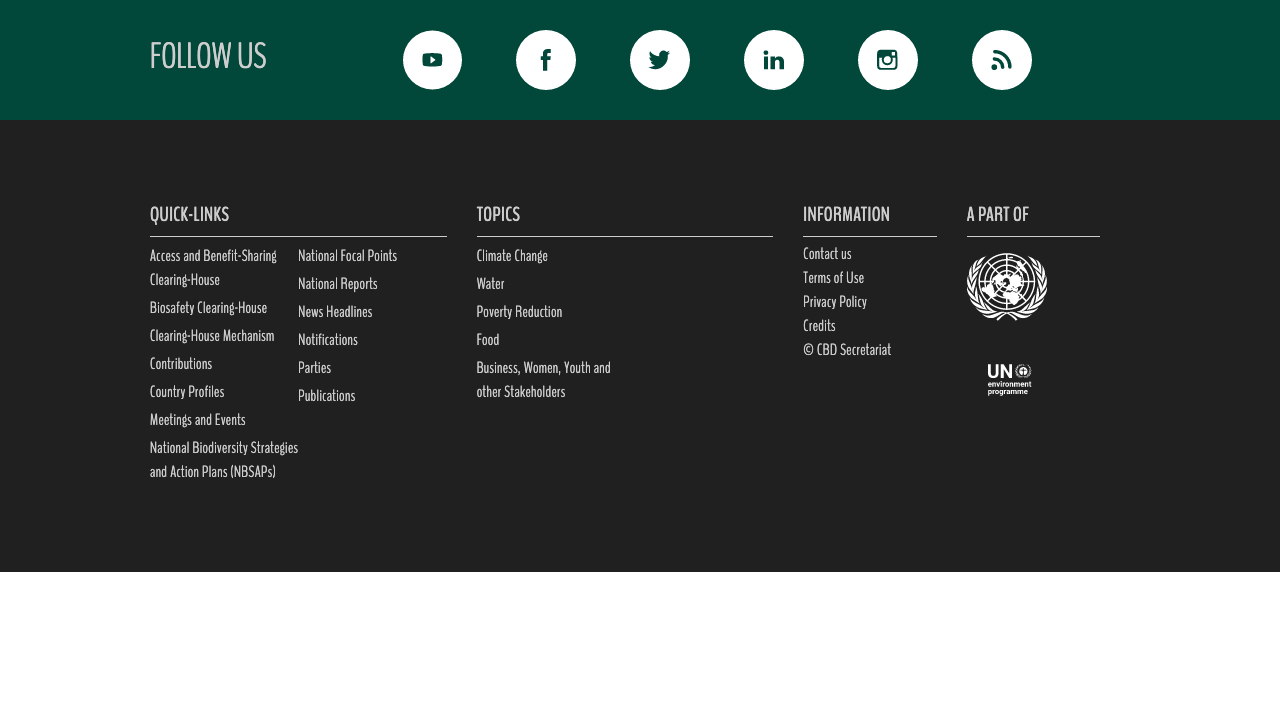 FOLLOW US
QUICK-LINKS
Access and Benefit-Sharing
Clearing-House
Biosafety Clearing-House
Clearing-House Mechanism
Contributions
Country Profiles
Meetings and Events
National Biodiversity Strategies
and Action Plans (NBSAPs)
National Focal Points
National Reports
News Headlines
Notifications
Parties
Publications
TOPICS
Climate Change
Water
Poverty Reduction
Food
Business, Women, Youth and
other Stakeholders
INFORMATION
Contact us
Terms of Use
Privacy Policy
Credits
© CBD Secretariat
A PART OF
UN
environment
programme